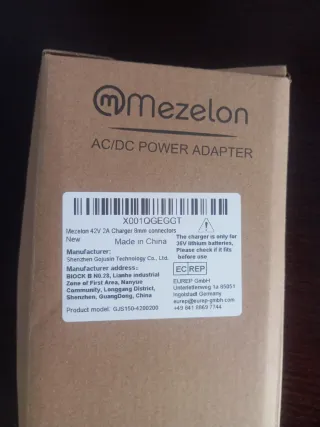 mezelon
AC/DC POWER ADAPTER
X001QGEGGT
Mezelon 42V 2A Charger 8mm connectors
New
Made in China
The charger is only for
36V lithium batteries,
Please check if it fits
before use
Manufacturer:
Shenzhen Gojusin Technology Co., Ltd.
Manufacturer address:
BlOCK B NO.23, Lianhe industrial
Zone of First Area, Nanyue
Community, Longgang District,
Shenzhen, GuangDong, China
Product model: GJS150-4200200
EC REP
EUREP GmbH
Unterlettenweg 1a 85051
Ingolstadt Germany
eurep@eurep-gmbh.com
+49 841 8869 7744